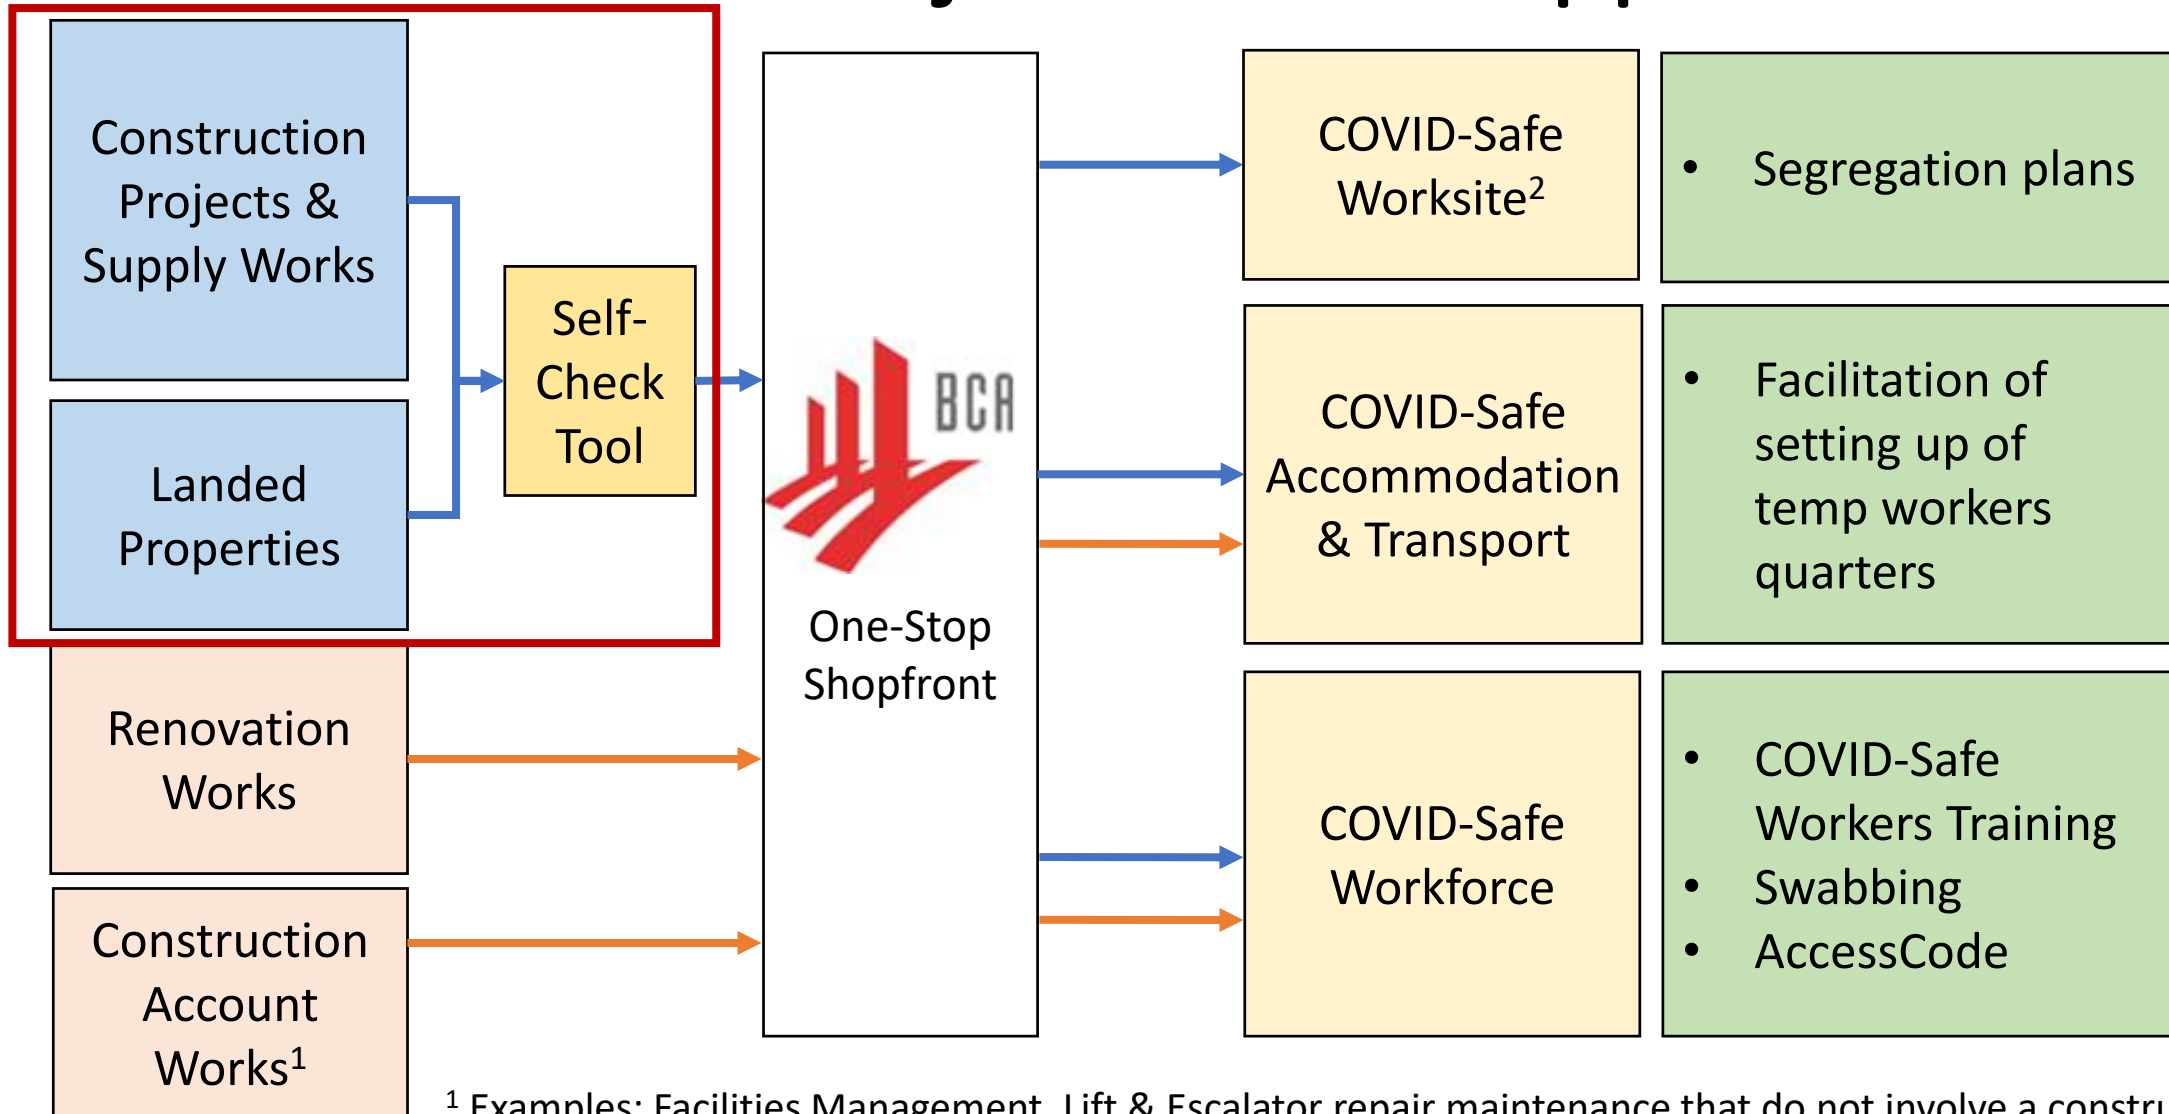 Construction
Projects &
Supply Works
Landed
Properties
Self-
Check
Tool
Renovation
Works
Construction
Account
Works¹
BCA
One-Stop
Shopfront
COVID-Safe
Worksite²
• Segregation plans
COVID-Safe
Accommodation
& Transport
• Facilitation of
setting up of
temp workers
quarters
COVID-Safe
Workforce
• COVID-Safe
Workers Training
• Swabbing
• AccessCode
¹ Examples: Facilities Management, Lift & Escalator repair maintenance that do not involve a